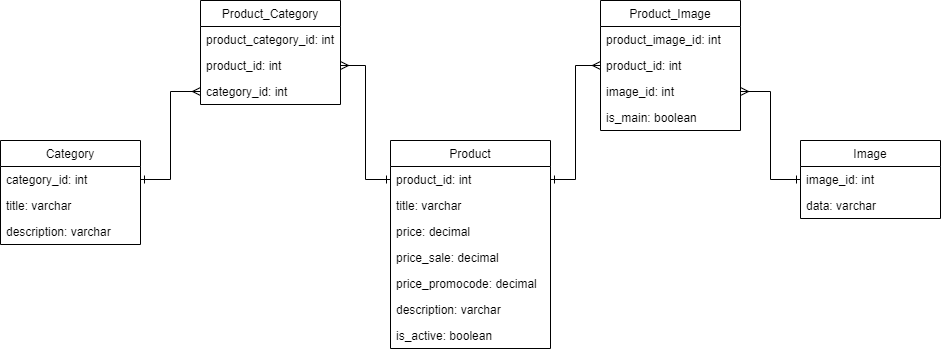 Product_Category
product_category_id: int
product_id: int
category_id: int
Product_Image
product_image_id: int
product_id: int
image_id: int
is_main: boolean
Category
category_id: int
title: varchar
description: varchar
Product
product_id: int
title: varchar
price: decimal
price_sale: decimal
price_promocode: decimal
description: varchar
is_active: boolean
Image
image_id: int
data: varchar